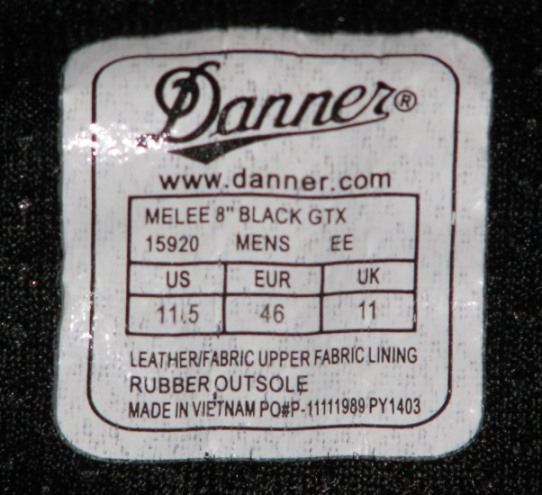 Danner®
www.danner.com
MELEE 8" BLACK GTX
15920 MENS EE
US EUR UK
11.5 46 11
LEATHER/FABRIC UPPER FABRIC LINING
RUBBER OUTSOLE
MADE IN VIETNAM PO#P-11111989 PY1403